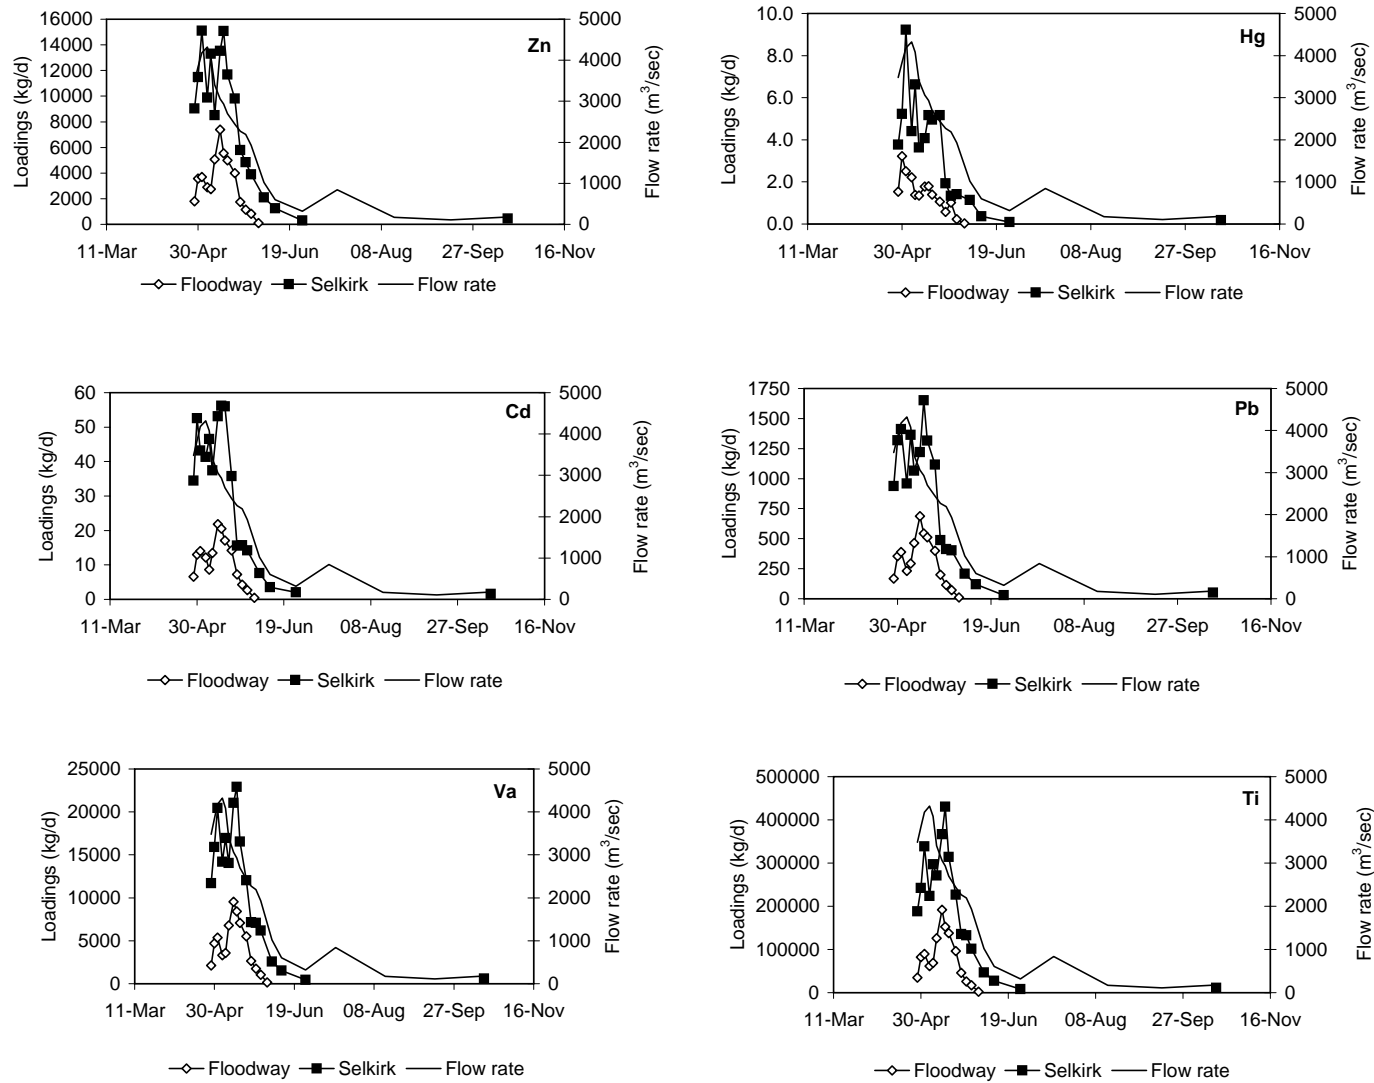 Zn
Loadings (kg/d)
16000
14000
12000
10000
8000
6000
4000
2000
0
5000
4000
3000
2000
1000
0
Flow rate (m³/sec)
11-Mar 30-Apr 19-Jun 08-Aug 27-Sep 16-Nov
Floodway Selkirk Flow rate
Hg
Loadings (kg/d)
10.0
8.0
6.0
4.0
2.0
0.0
5000
4000
3000
2000
1000
0
Flow rate (m³/sec)
11-Mar 30-Apr 19-Jun 08-Aug 27-Sep 16-Nov
Floodway Selkirk Flow rate
Cd
Loadings (kg/d)
60
50
40
30
20
10
0
5000
4000
3000
2000
1000
0
Flow rate (m³/sec)
11-Mar 30-Apr 19-Jun 08-Aug 27-Sep 16-Nov
Floodway Selkirk Flow rate
Pb
Loadings (kg/d)
1750
1500
1250
1000
750
500
250
0
5000
4000
3000
2000
1000
0
Flow rate (m³/sec)
11-Mar 30-Apr 19-Jun 08-Aug 27-Sep 16-Nov
Floodway Selkirk Flow rate
Va
Loadings (kg/d)
25000
20000
15000
10000
5000
0
5000
4000
3000
2000
1000
0
Flow rate (m³/sec)
11-Mar 30-Apr 19-Jun 08-Aug 27-Sep 16-Nov
Floodway Selkirk Flow rate
Ti
Loadings (kg/d)
500000
400000
300000
200000
100000
0
5000
4000
3000
2000
1000
0
Flow rate (m³/sec)
11-Mar 30-Apr 19-Jun 08-Aug 27-Sep 16-Nov
Floodway Selkirk Flow rate